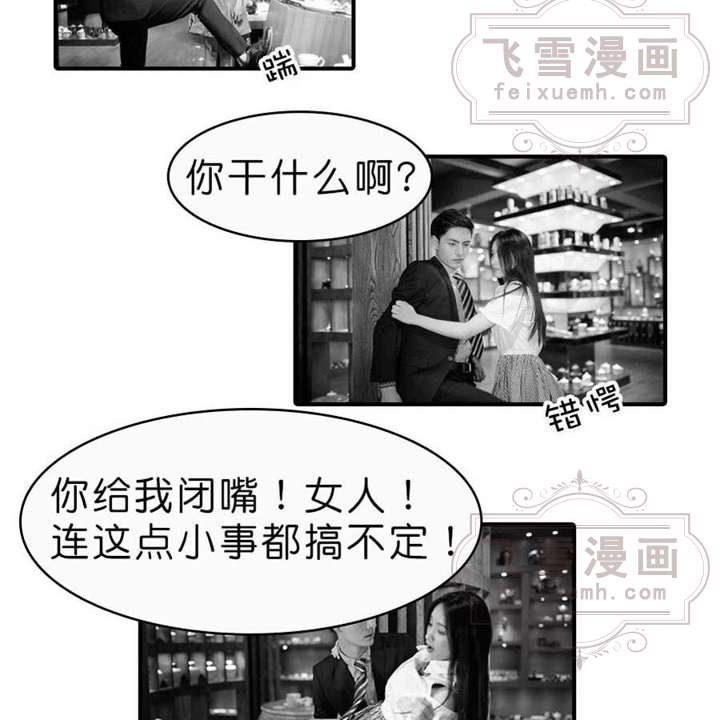 踹
飞雪漫画
feixuemh.com
你干什么啊?
错愕
你给我闭嘴！女人！
连这点小事都搞不定！
漫画
mh.com